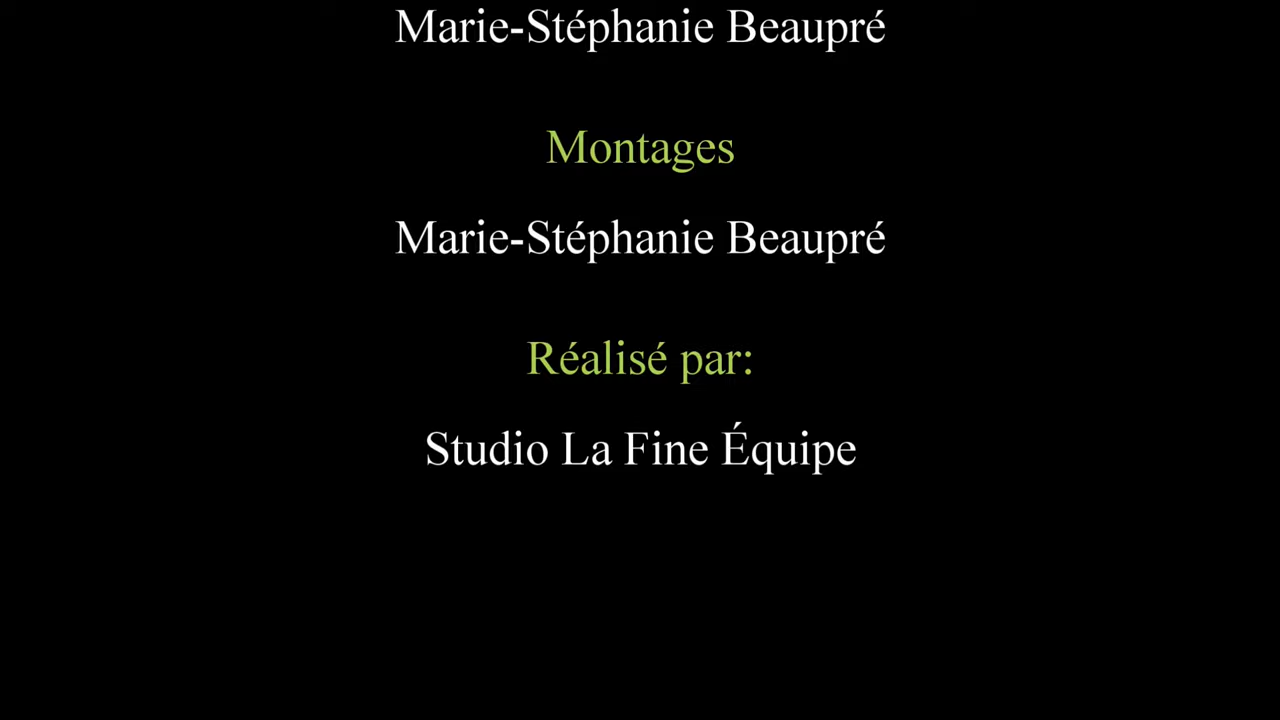 Marie-Stéphanie Beaupré
Montages
Marie-Stéphanie Beaupré
Réalisé par:
Studio La Fine Équipe